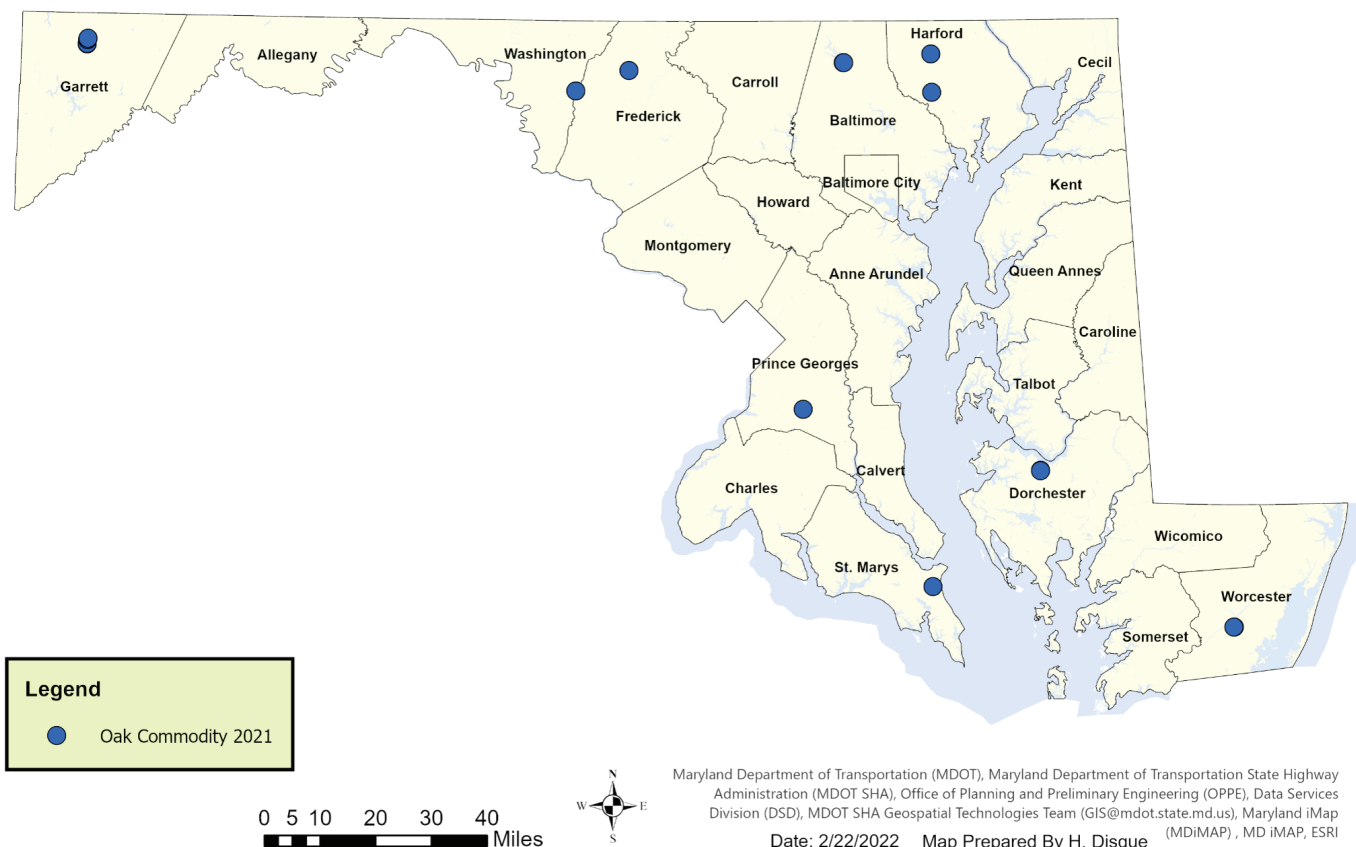 Harford
Washington
Allegany
Cecil
Carroll
Garrett
Frederick
Baltimore
Baltimore City
Kent
Howard
Montgomery
Queen Annes
Anne Arundel
Caroline
Prince Georges
Talbot
Calvert
Charles
Dorchester
Wicomico
St. Marys
Worcester
Somerset
Legend
Oak Commodity 2021
N
W E
S
0 5 10 20 30 40
Miles
Maryland Department of Transportation (MDOT), Maryland Department of Transportation State Highway
Administration (MDOT SHA), Office of Planning and Preliminary Engineering (OPPE), Data Services
Division (DSD), MDOT SHA Geospatial Technologies Team (GIS@mdot.state.md.us), Maryland iMap
(MDiMAP) , MD iMAP, ESRI
Date: 2/22/2022 Map Prepared By H. Disque